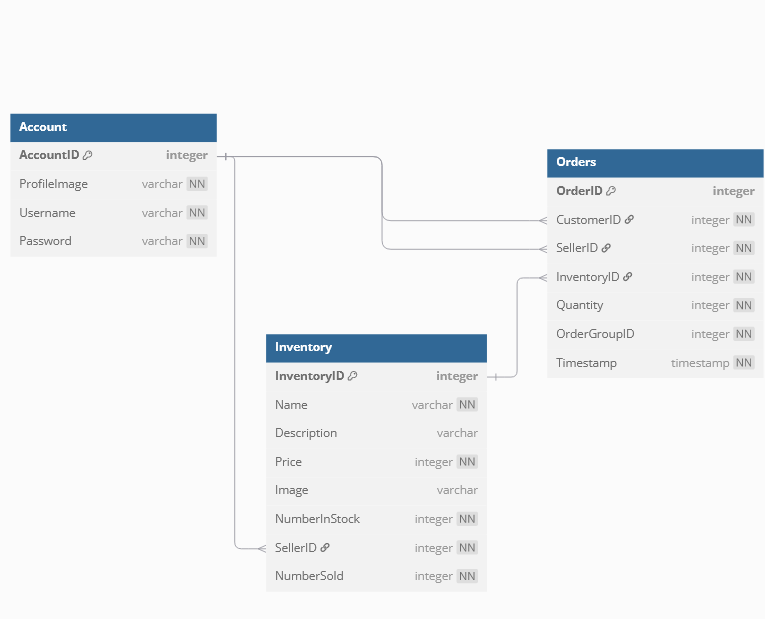 Account
AccountID integer
ProfileImage varchar NN
Username varchar NN
Password varchar NN
Orders
OrderID integer
CustomerID integer NN
SellerID integer NN
InventoryID integer NN
Quantity integer NN
OrderGroupID integer NN
Timestamp timestamp NN
Inventory
InventoryID integer
Name varchar NN
Description varchar
Price integer NN
Image varchar
NumberInStock integer NN
SellerID integer NN
NumberSold integer NN